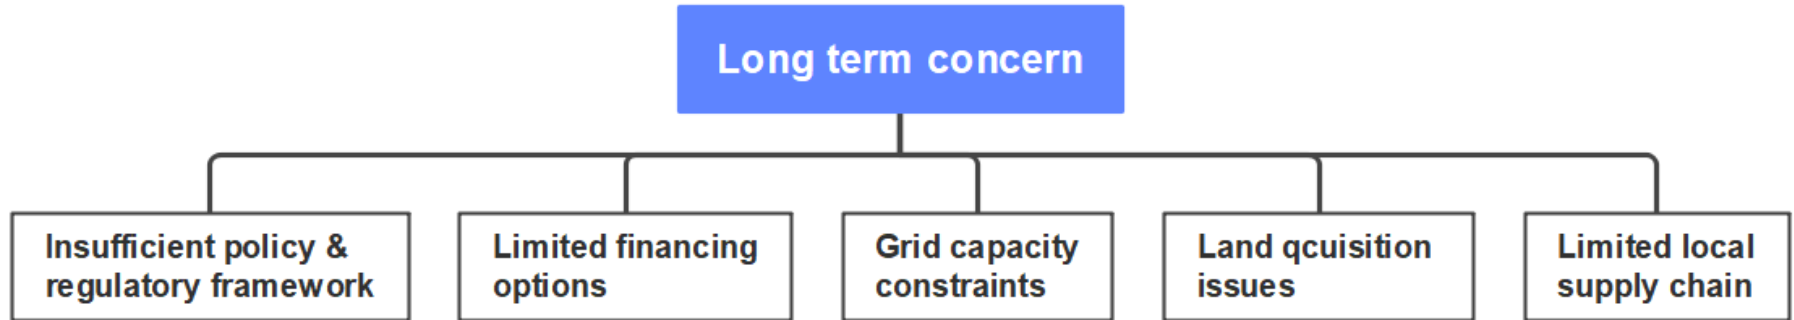 Long term concern
Insufficient policy &
regulatory framework
Limited financing
options
Grid capacity
constraints
Land qcuisition
issues
Limited local
supply chain